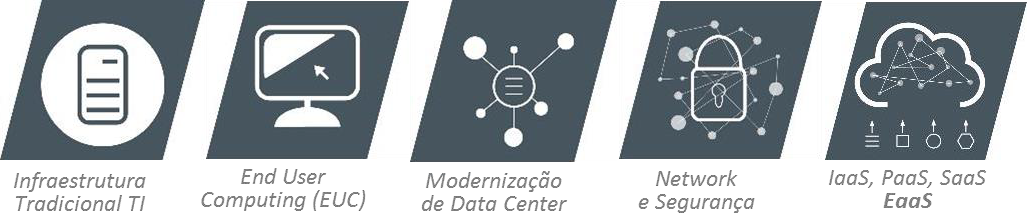 Infraestrutura
Tradicional TI
End User
Computing (EUC)
Modernização
de Data Center
Network
e Segurança
IaaS, PaaS, SaaS
EaaS